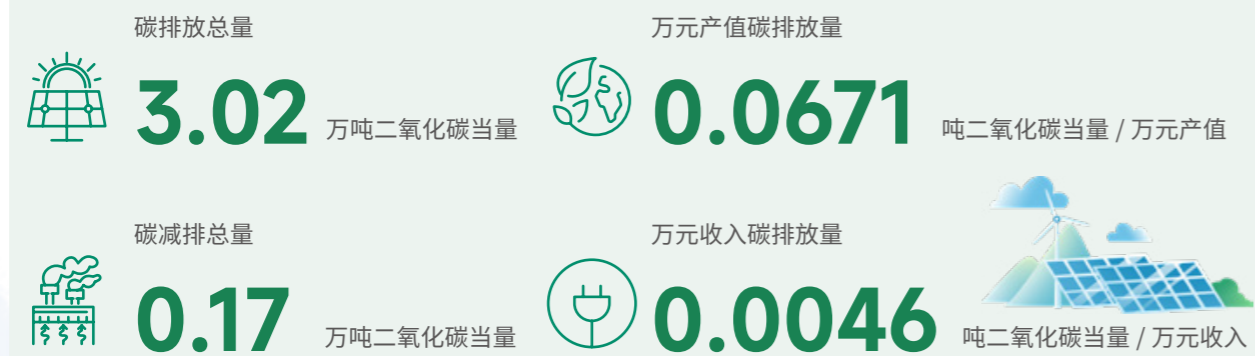 碳排放总量
3.02 万吨二氧化碳当量
万元产值碳排放量
0.0671 吨二氧化碳当量 / 万元产值
碳减排总量
0.17 万吨二氧化碳当量
万元收入碳排放量
0.0046 吨二氧化碳当量 / 万元收入